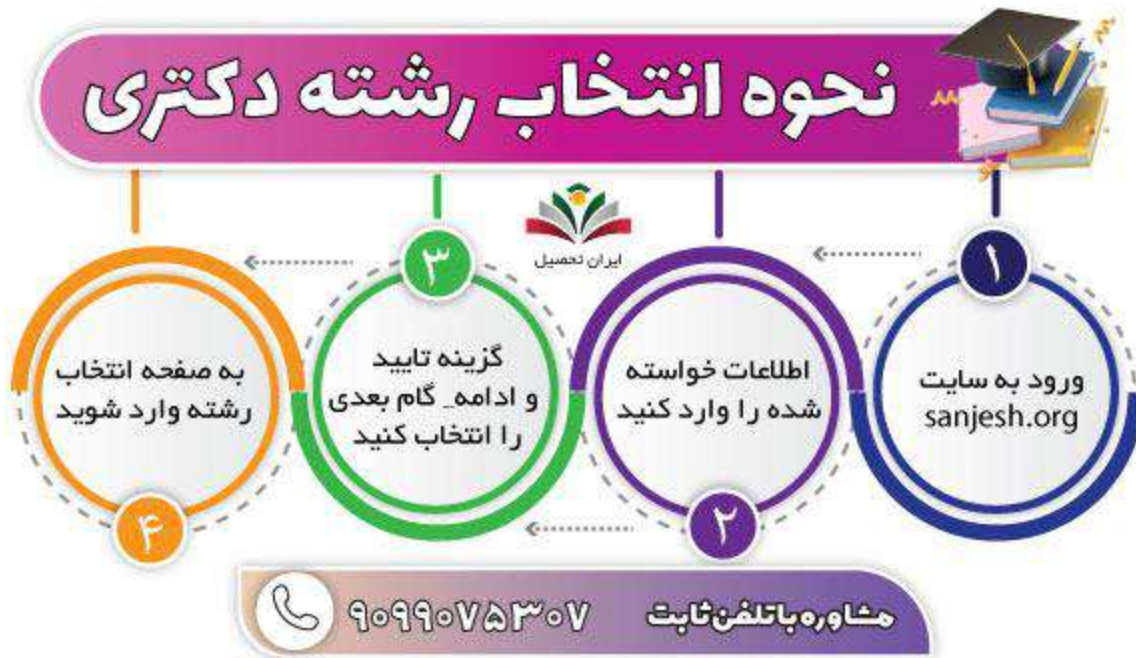 نحوه انتخاب رشته دکتری
ایران تحصیل
۱
ورود به سایت
sanjesh.org
۲
اطلاعات خواسته
شده را وارد کنید
۳
گزینه تایید
و ادامه_ گام بعدی
را انتخاب کنید
۴
به صفحه انتخاب
رشته وارد شوید
مشاوره با تلفن ثابت ۹۰۹۹۰۷۵۳۰۷